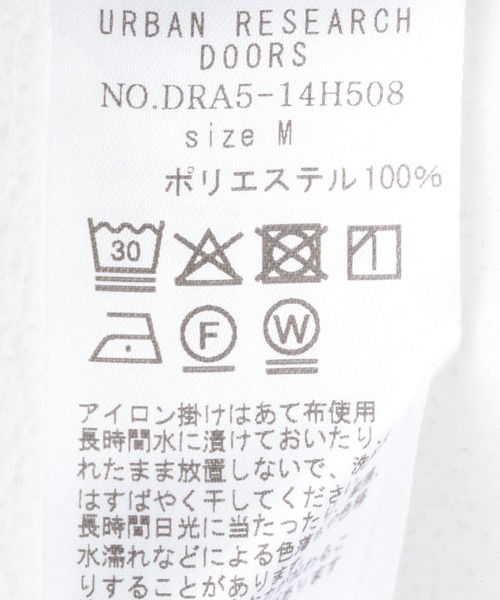 URBAN RESEARCH
DOORS
NO.DRA5-14H508
size M
ポリエステル100%
30
F W
アイロン掛けはあて布使用
長時間水に漬けておいたり、
れたまま放置しないで、洗
はすばやく干してくださ
長時間日光に当たった
水濡れなどによる色落
りすることがあり